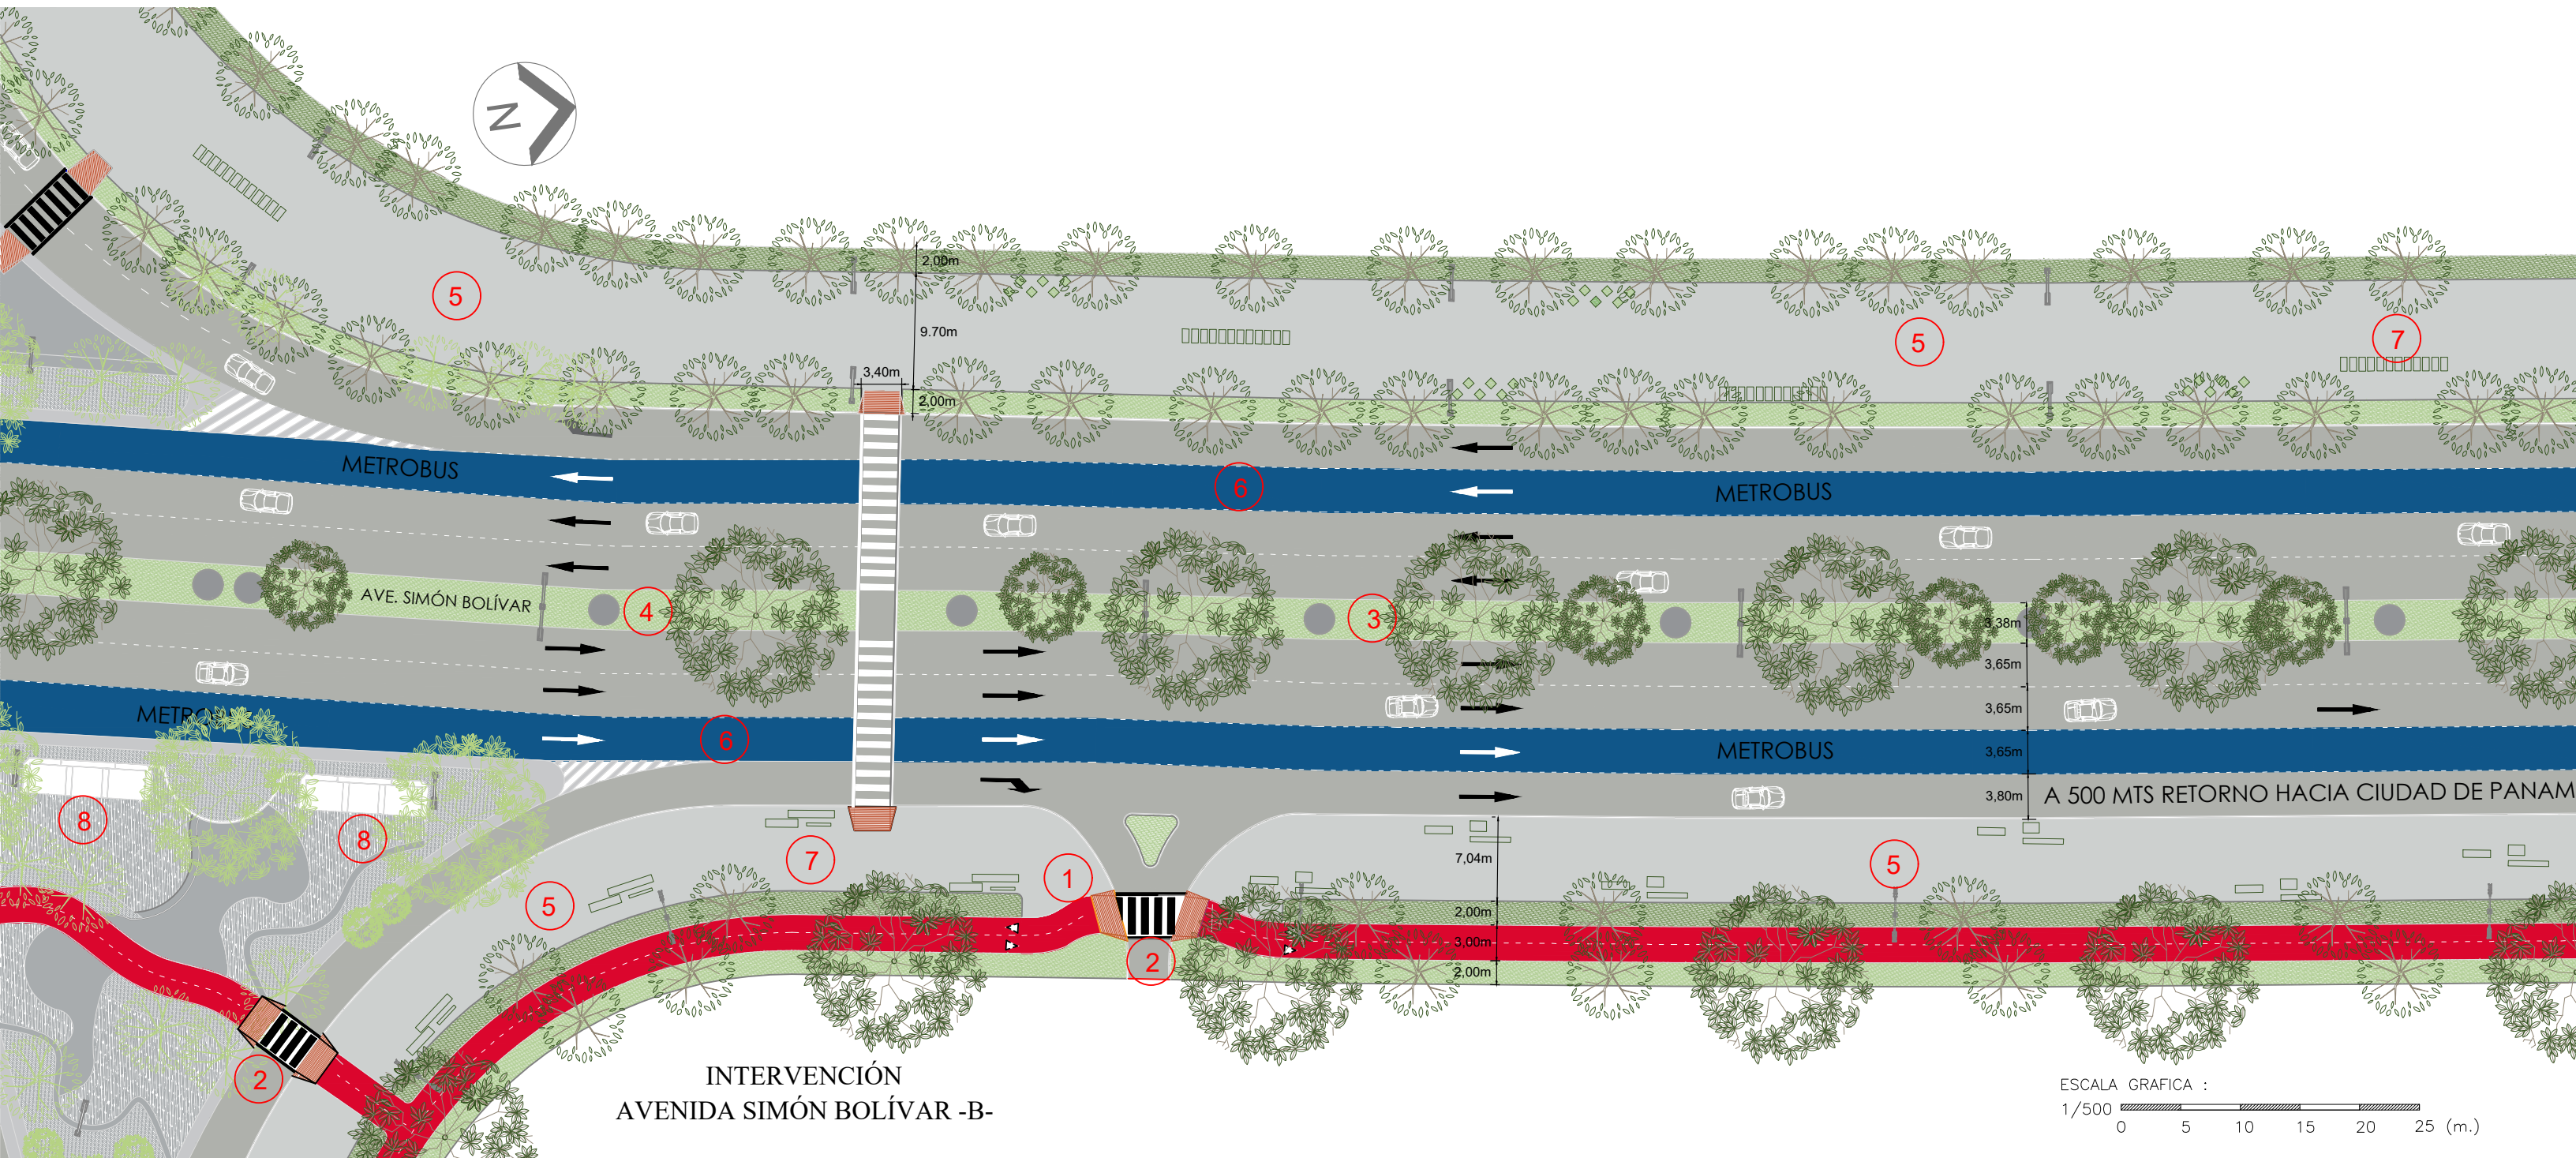 N
2,00m
5
9.70m
5
7
3,40m
2,00m
METROBUS
6
METROBUS
AVE. SIMÓN BOLÍVAR
4
3
3,38m
3,65m
3,65m
6
METROBUS
3,65m
3,80m
A 500 MTS RETORNO HACIA CIUDAD DE PANAM
8
8
7
7,04m
5
1
5
2,00m
3,00m
2
2,00m
2
INTERVENCIÓN
AVENIDA SIMÓN BOLÍVAR -B-
ESCALA GRAFICA :
1/500
0 5 10 15 20 25 (m.)